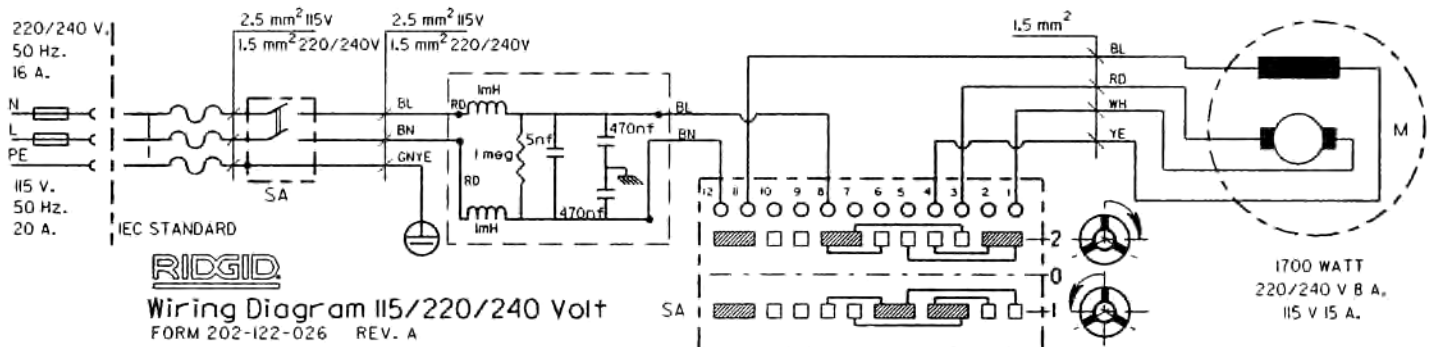 220/240 V.
50 Hz.
16 A.
N
L
PE
115 V.
50 Hz.
20 A.
IEC STANDARD
2.5 mm² 115V
1.5 mm² 220/240V
SA
2.5 mm² 115V
1.5 mm² 220/240V
BL
BN
GNYE
RD
1mH
1 meg
5nf
470nf
RD
1mH
470nf
BL
BN
1.5 mm²
BL
RD
WH
YE
M
12 11 10 9 8 7 6 5 4 3 2 1
2
0
SA
1
1700 WATT
220/240 V 8 A.
115 V 15 A.
RIDGID
Wiring Diagram 115/220/240 Volt
FORM 202-122-026 REV. A